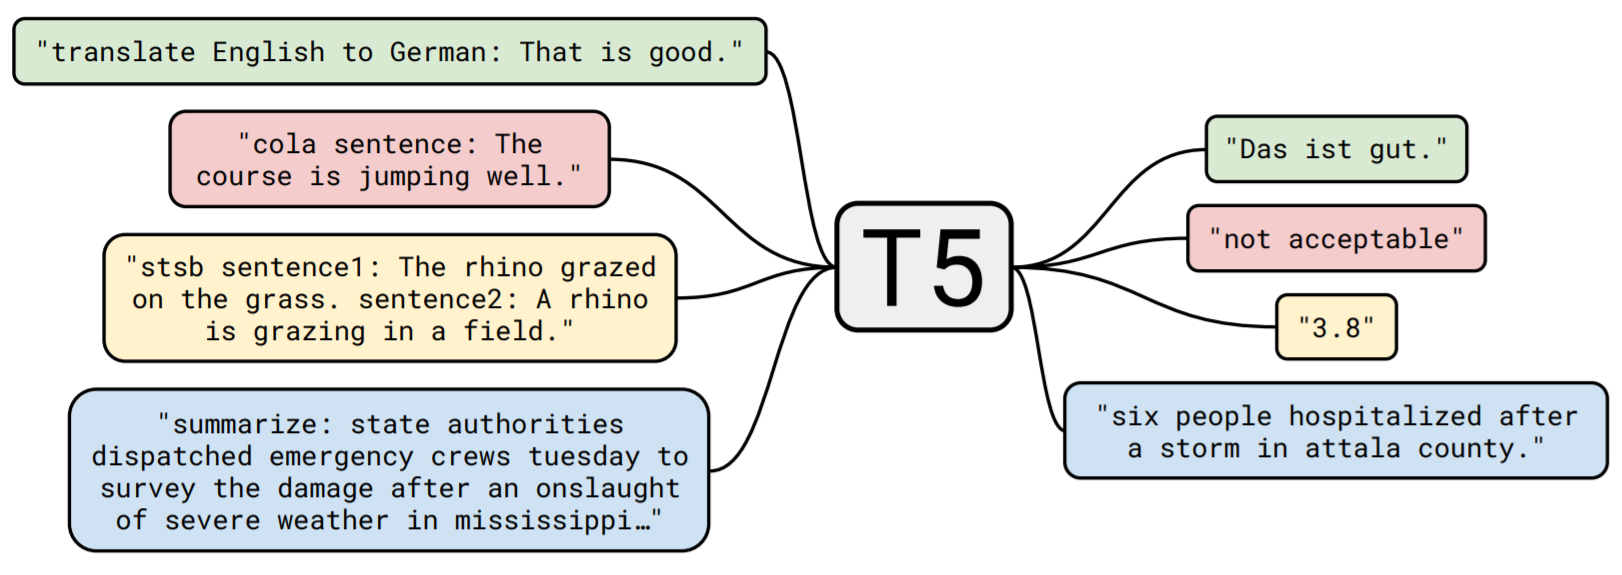 "translate English to German: That is good."
"cola sentence: The
course is jumping well."
"stsb sentence1: The rhino grazed
on the grass. sentence2: A rhino
is grazing in a field."
"summarize: state authorities
dispatched emergency crews tuesday to
survey the damage after an onslaught
of severe weather in mississippi…"
T5
"Das ist gut."
"not acceptable"
"3.8"
"six people hospitalized after
a storm in attala county."